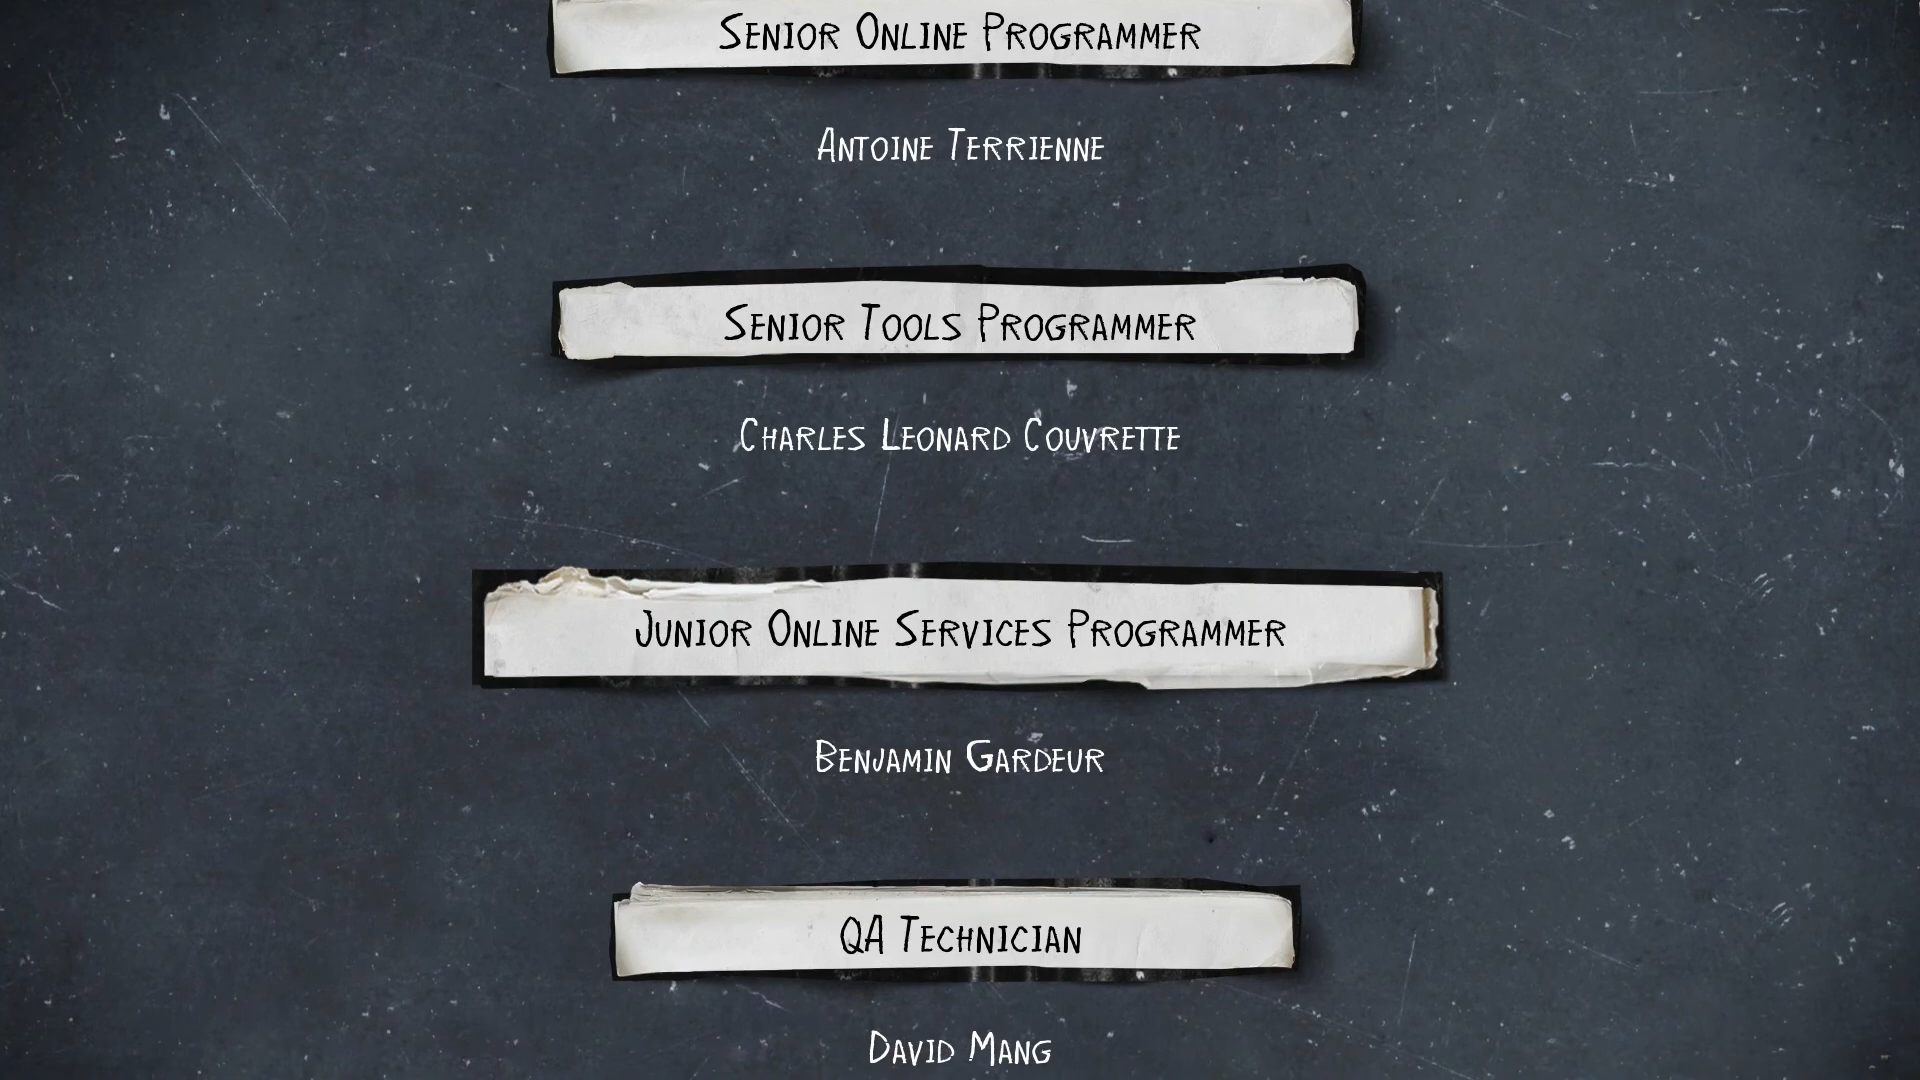 Senior Online Programmer
Antoine Terrienne
Senior Tools Programmer
Charles Leonard Couvrette
Junior Online Services Programmer
Benjamin Gardeur
QA Technician
David Mang